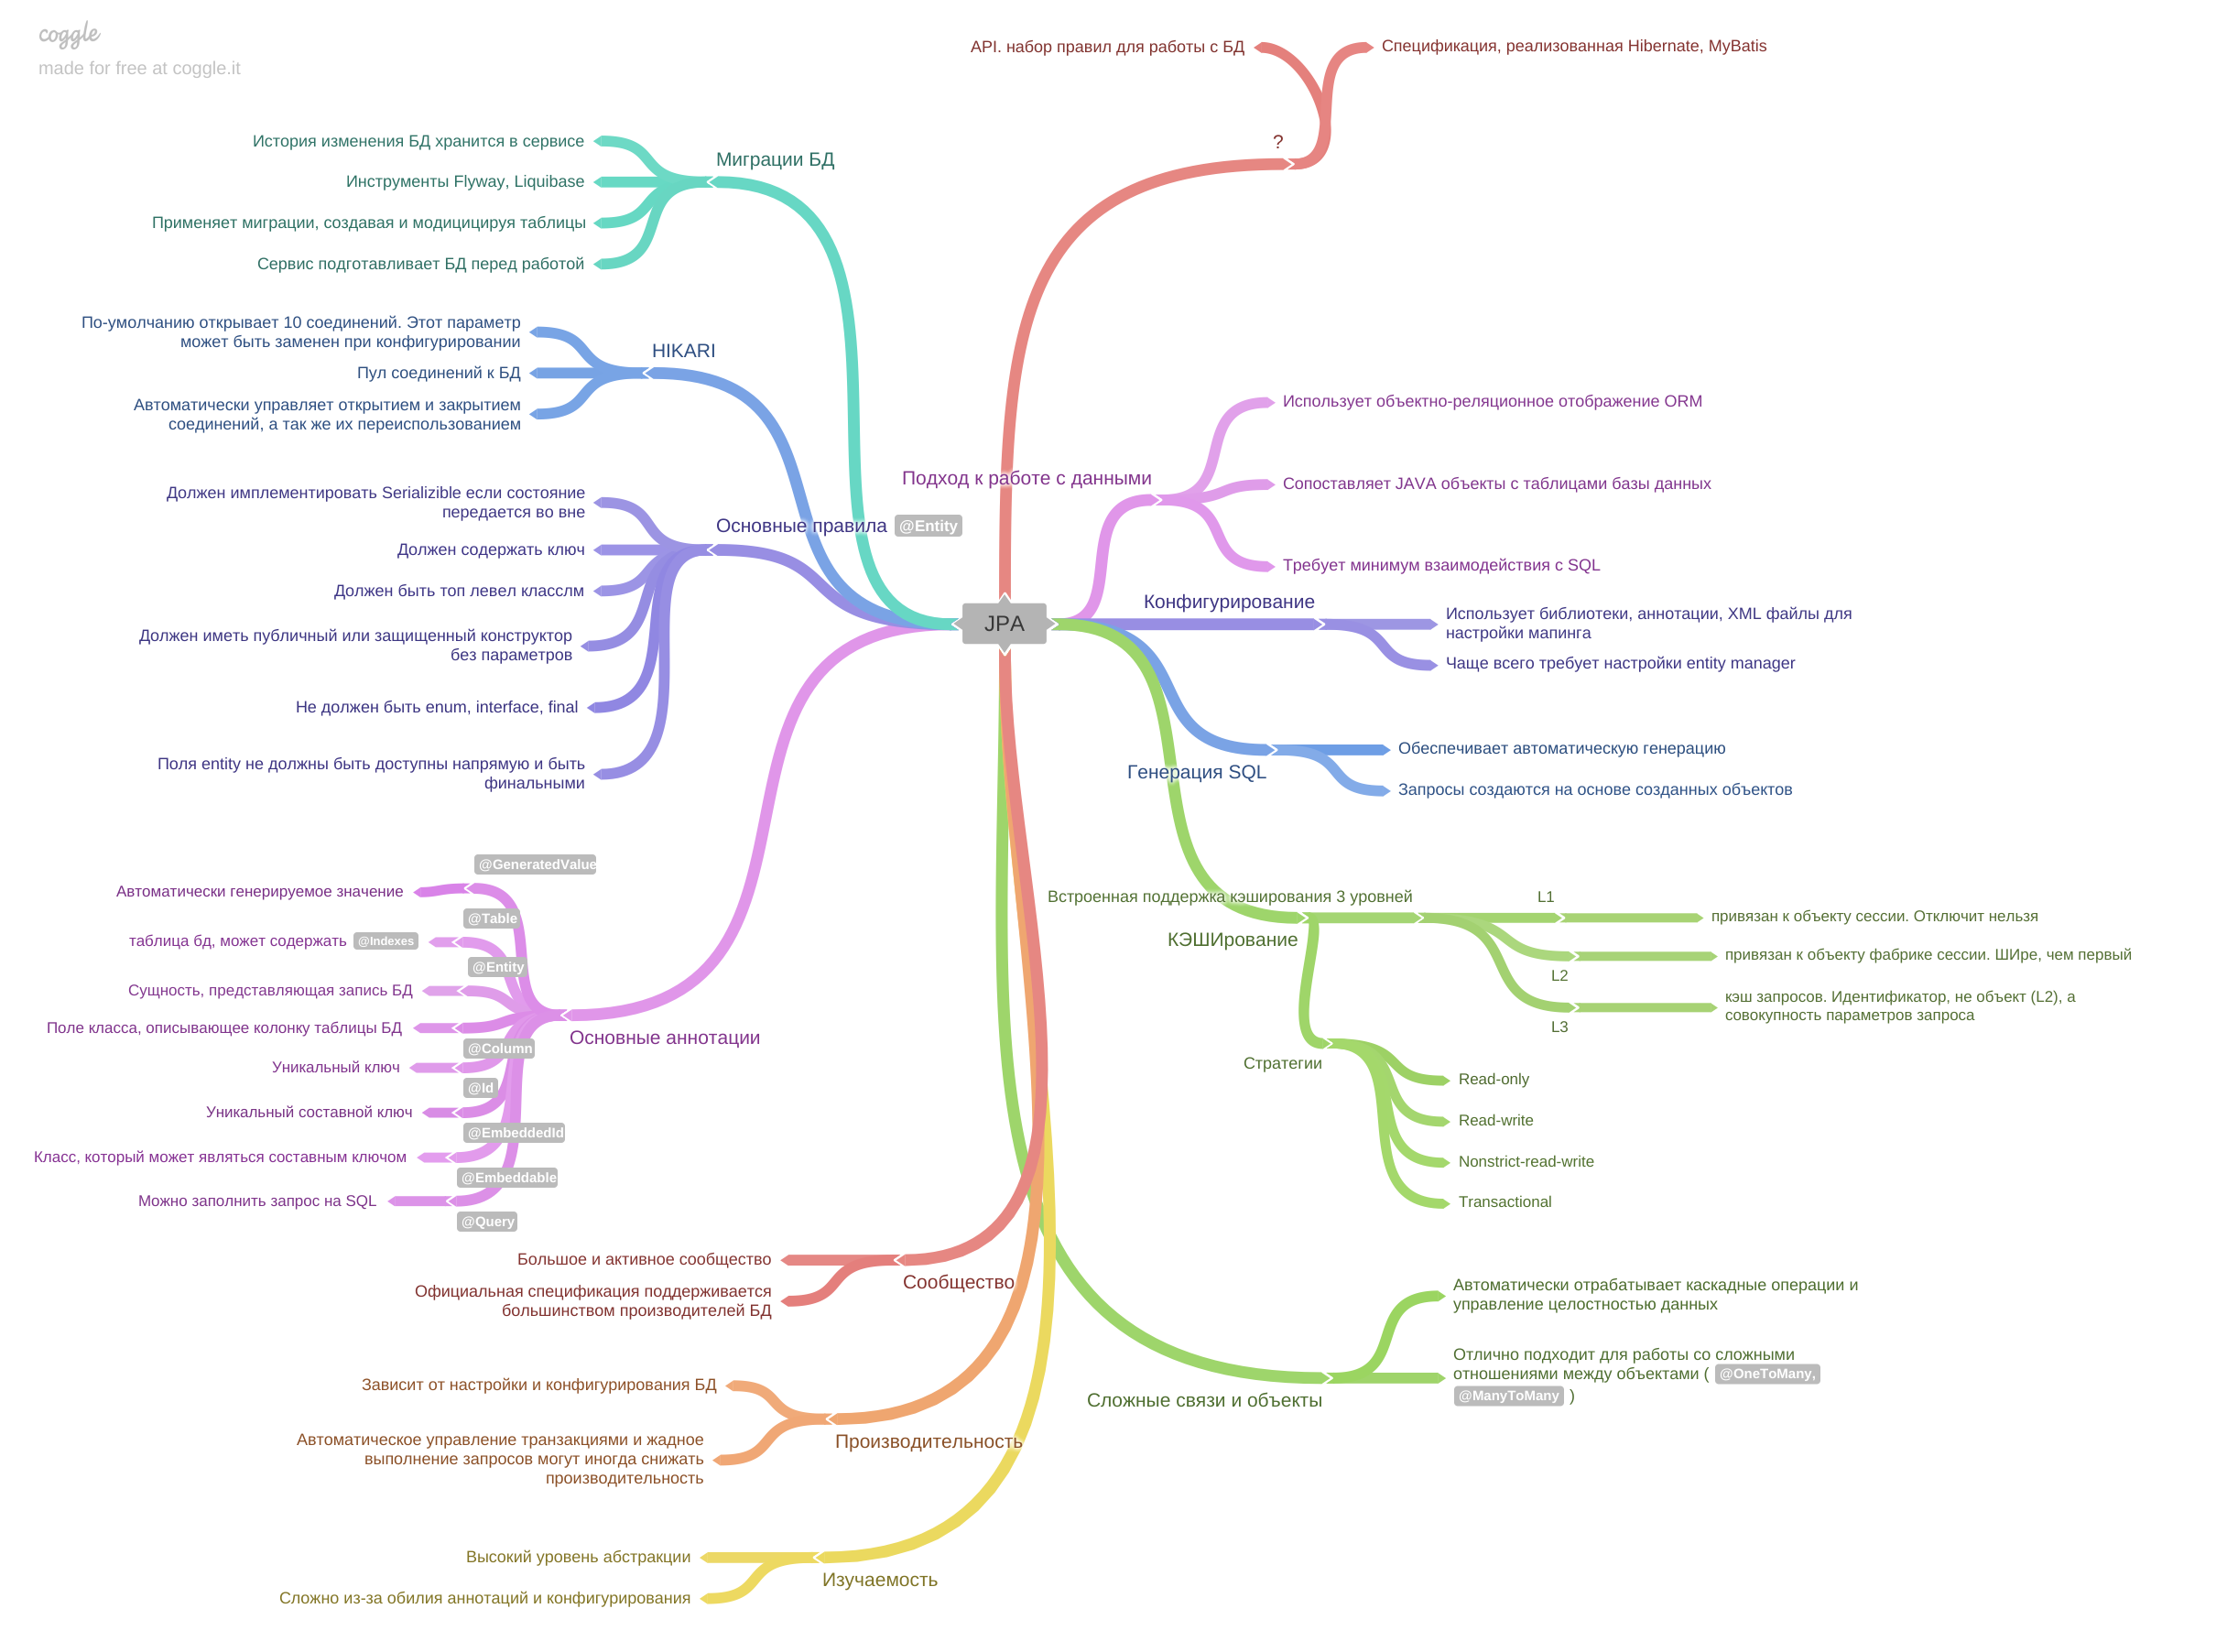 coggle
made for free at coggle.it
API. набор правил для работы с БД
Спецификация, реализованная Hibernate, MyBatis
?
Миграции БД
История изменения БД хранится в сервисе
Инструменты Flyway, Liquibase
Применяет миграции, создавая и модицицируя таблицы
Сервис подготавливает БД перед работой
HIKARI
По-умолчанию открывает 10 соединений. Этот параметр
может быть заменен при конфигурировании
Пул соединений к БД
Автоматически управляет открытием и закрытием
соединений, а так же их переиспользованием
Основные правила @Entity
Должен имплементировать Serializible если состояние
передается во вне
Должен содержать ключ
Должен быть топ левел класслм
Должен иметь публичный или защищенный конструктор
без параметров
Не должен быть enum, interface, final
Поля entity не должны быть доступны напрямую и быть
финальными
JPA
Подход к работе с данными
Использует объектно-реляционное отображение ORM
Сопоставляет JAVA объекты с таблицами базы данных
Требует минимум взаимодействия с SQL
Конфигурирование
Использует библиотеки, аннотации, XML файлы для
настройки мапинга
Чаще всего требует настройки entity manager
Генерация SQL
Обеспечивает автоматическую генерацию
Запросы создаются на основе созданных объектов
КЭШИрование
Встроенная поддержка кэширования 3 уровней
L1
привязан к объекту сессии. Отключит нельзя
L2
привязан к объекту фабрике сессии. ШИре, чем первый
L3
кэш запросов. Идентификатор, не объект (L2), а
совокупность параметров запроса
Стратегии
Read-only
Read-write
Nonstrict-read-write
Transactional
Основные аннотации
@GeneratedValue
Автоматически генерируемое значение
@Table
таблица бд, может содержать @Indexes
@Entity
Сущность, представляющая запись БД
Поле класса, описывающее колонку таблицы БД
@Column
Уникальный ключ
@Id
Уникальный составной ключ
@EmbeddedId
Класс, который может являться составным ключом
@Embeddable
Можно заполнить запрос на SQL
@Query
Сообщество
Большое и активное сообщество
Официальная спецификация поддерживается
большинством производителей БД
Сложные связи и объекты
Автоматически отрабатывает каскадные операции и
управление целостностью данных
Отлично подходит для работы со сложными
отношениями между объектами ( @OneToMany,
@ManyToMany )
Производительность
Зависит от настройки и конфигурирования БД
Автоматическое управление транзакциями и жадное
выполнение запросов могут иногда снижать
производительность
Изучаемость
Высокий уровень абстракции
Сложно из-за обилия аннотаций и конфигурирования